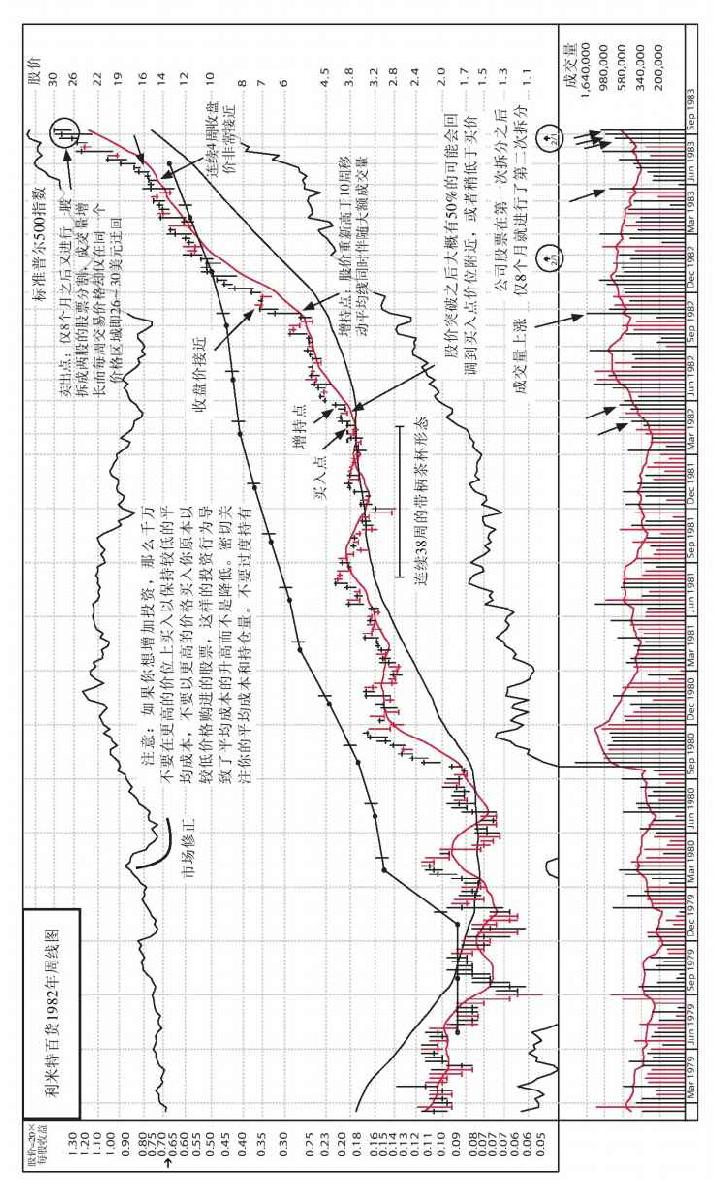 利米特百货1982年周线图
标准普尔500指数
卖出点：仅8个月之后又进行一股
拆成两股的股票分割，成交量增
长而每周交易价格却仅在同一个
价格区域即26－30美元迂回
股价
30
26
22
19
16
14
12
10
8
7
6
4.5
3.8
3.2
2.8
2.4
2.0
1.7
1.5
1.3
1.1
连续4周收盘
价非常接近
收盘价接近
注意：如果你想增加投资，那么千万
不要在更高的价位上买入以保持较低的平
均成本，不要以更高的价格买入你原本以
较低价格购进的股票，这样的投资行为导
致了平均成本的升高而不是降低。密切关
注你的平均成本和持仓量。不要过度持有
市场修正
增持点：股价重新高于10周移
动平均线同时伴随大额成交量
增持点
买入点
股价突破之后大概有50%的可能会回
调到买入点价位附近，或者稍低于买价
连续38周的带柄茶杯形态
公司股票在第一次拆分之后
仅8个月就进行了第二次拆分
成交量上涨
2/1
2/1
股价=20×
每股收益
1.30
1.20
1.10
1.00
0.90
0.80
0.75
0.70
0.65
0.60
0.55
0.50
0.45
0.40
0.35
0.30
0.25
0.23
0.20
0.18
0.16
0.15
0.14
0.13
0.12
0.11
0.10
0.09
0.08
0.07
0.07
0.07
0.06
0.06
0.05
成交量
1,640,000
980,000
580,000
340,000
200,000
Mar 1979
Jun 1979
Sep 1979
Dec 1979
Mar 1980
Jun 1980
Sep 1980
Dec 1980
Mar 1981
Jun 1981
Sep 1981
Dec 1981
Mar 1982
Jun 1982
Sep 1982
Dec 1982
Mar 1983
Jun 1983
Sep 1983